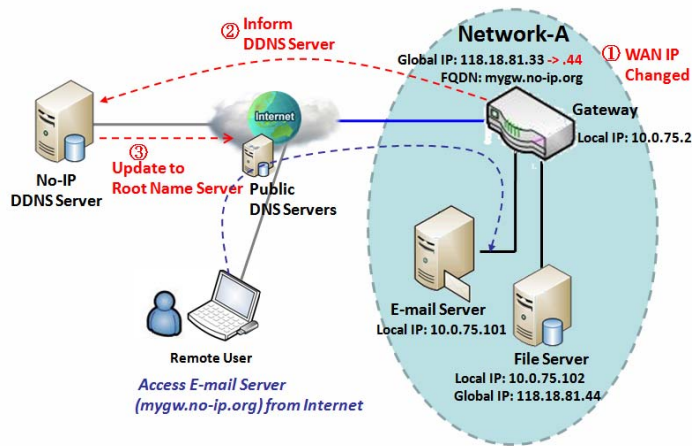 ② Inform
DDNS Server
Network-A
Global IP: 118.18.81.33 -> .44
FQDN: mygw.no-ip.org
① WAN IP
Changed
Internet
Gateway
Local IP: 10.0.75.2
③
Update to
Root Name Server
No-IP
DDNS Server
Public
DNS Servers
E-mail Server
Local IP: 10.0.75.101
Remote User
File Server
Local IP: 10.0.75.102
Global IP: 118.18.81.44
Access E-mail Server
(mygw.no-ip.org) from Internet